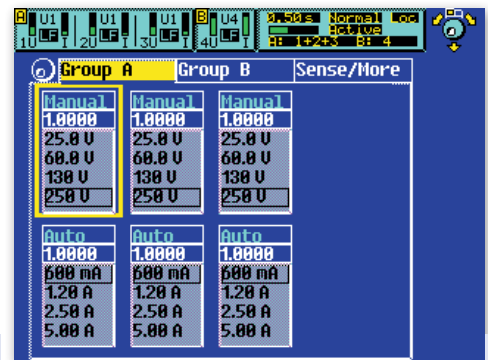 A U1 U1 U1 B U4 0.50s Normal Loc
Active
1U LF I 2U LF I 3U LF I 4U LF I A: 1+2+3 B: 4
Group A Group B Sense/More
Manual Manual Manual
1.0000 1.0000 1.0000
25.0 V 25.0 V 25.0 V
60.0 V 60.0 V 60.0 V
130 V 130 V 130 V
250 V 250 V 250 V
Auto Auto Auto
1.0000 1.0000 1.0000
600 mA 600 mA 600 mA
1.20 A 1.20 A 1.20 A
2.50 A 2.50 A 2.50 A
5.00 A 5.00 A 5.00 A